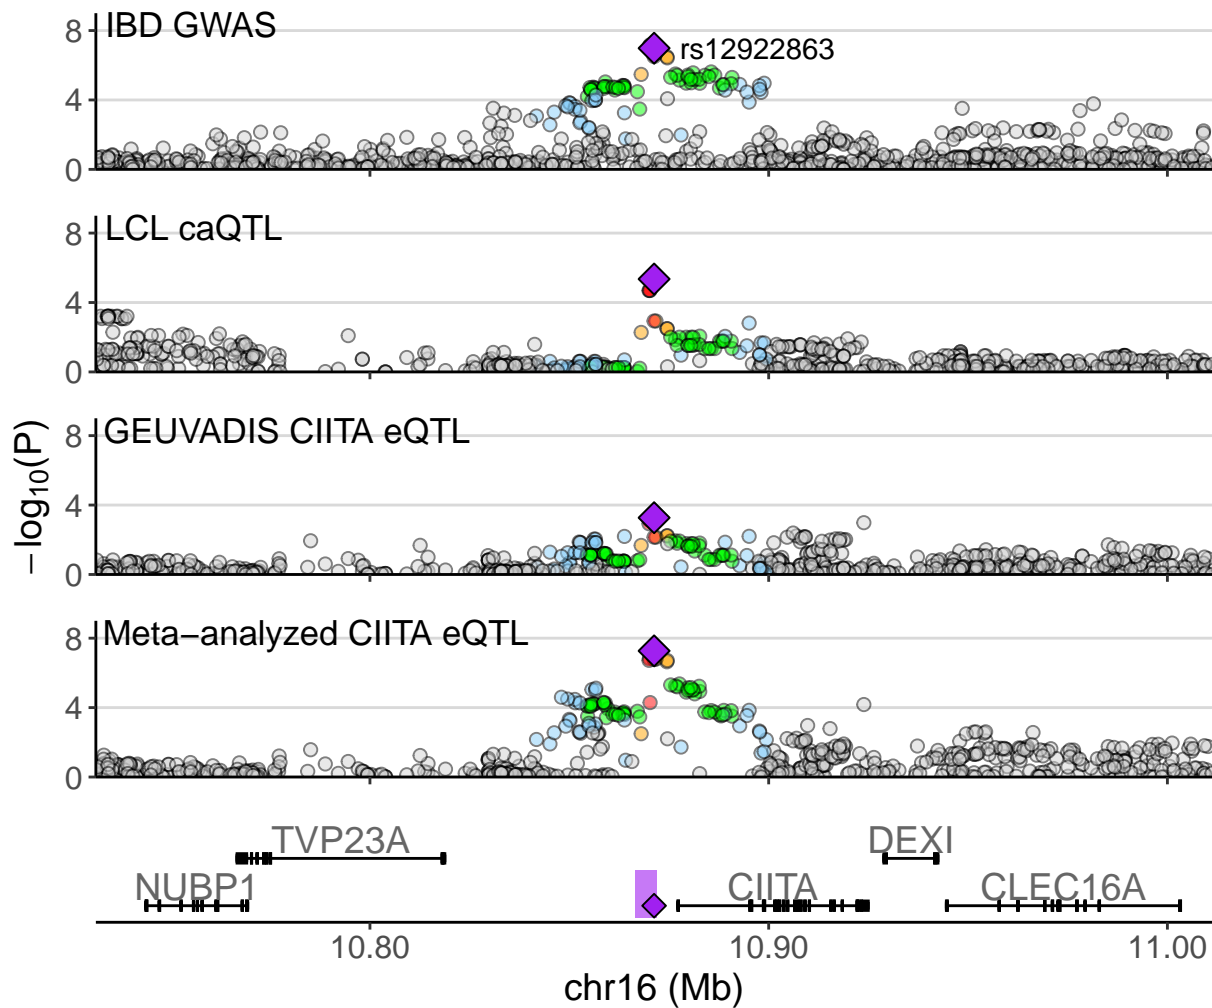 IBD GWAS
rs12922863
8
4
0
LCL caQTL
8
4
0
GEUVADIS CIITA eQTL
8
4
0
Meta−analyzed CIITA eQTL
8
4
0
−log10(P)
TVP23A
DEXI
NUBP1
CIITA
CLEC16A
10.80 10.90 11.00
chr16 (Mb)